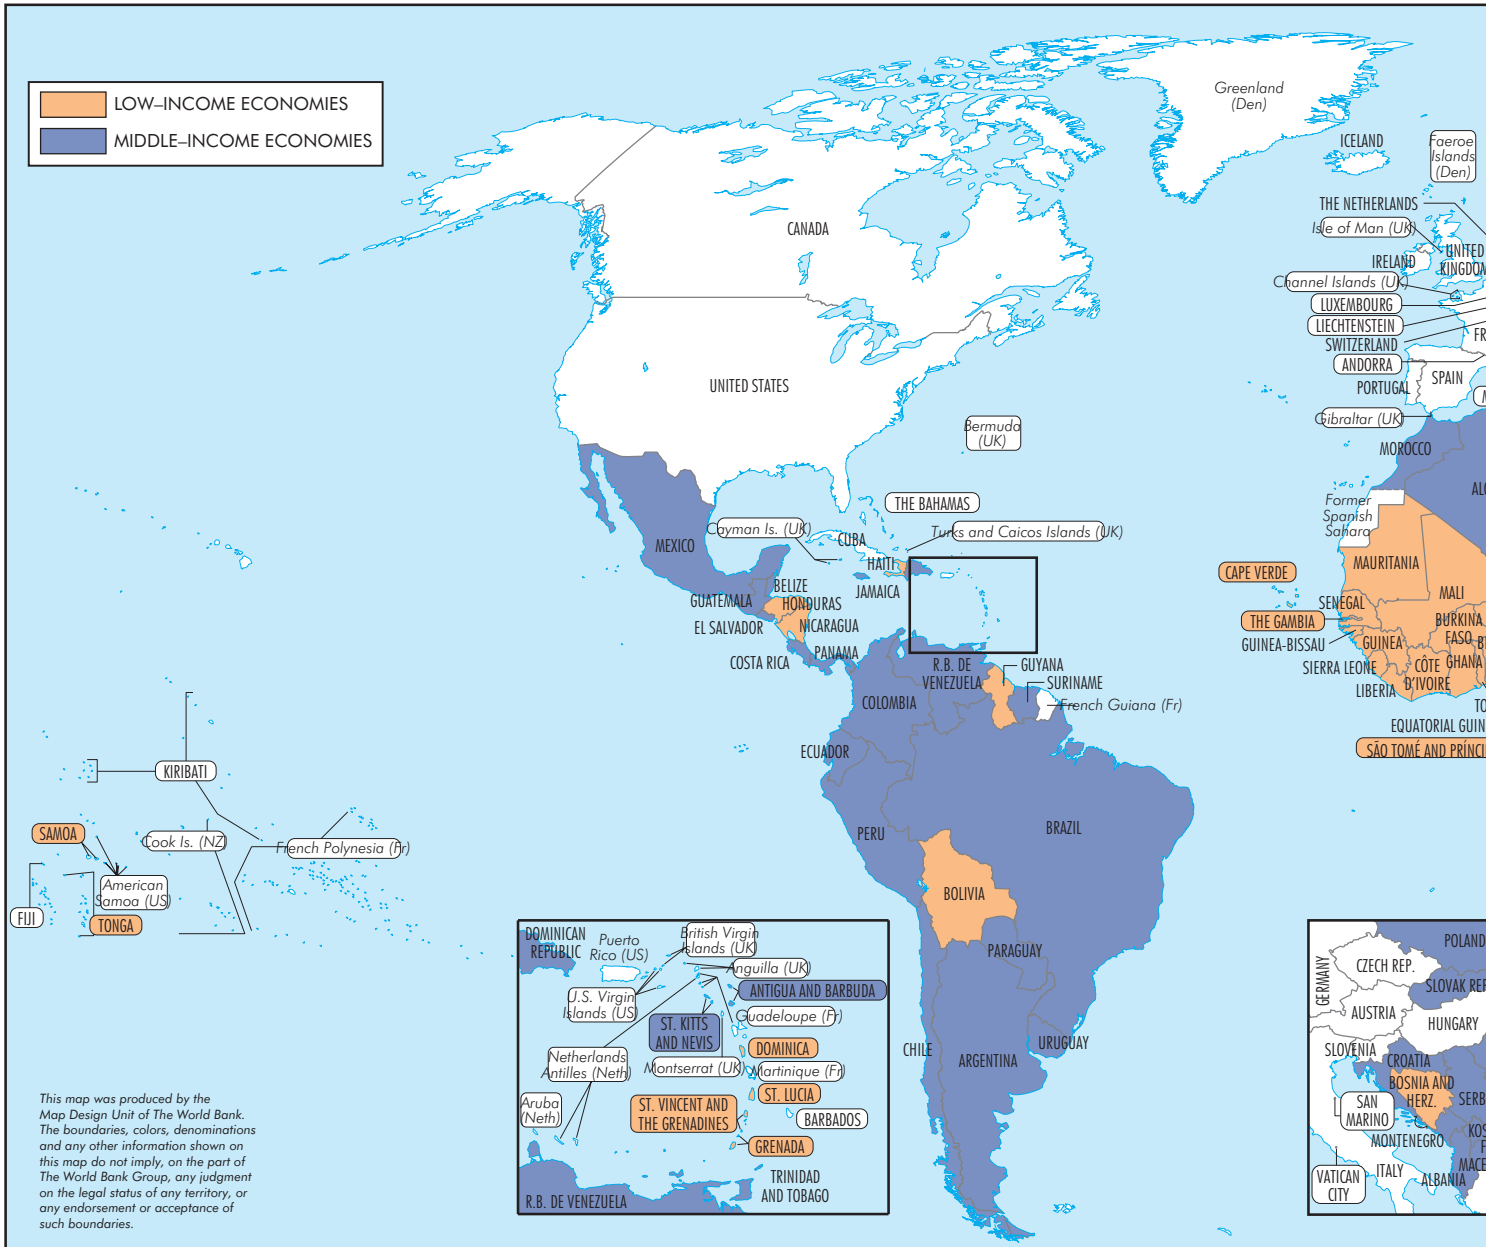 LOW–INCOME ECONOMIES
MIDDLE–INCOME ECONOMIES
Greenland
(Den)
ICELAND
Faeroe
Islands
(Den)
THE NETHERLANDS
Isle of Man (UK)
CANADA
UNITED
KINGDOM
IRELAND
Channel Islands (UK)
LUXEMBOURG
LIECHTENSTEIN
SWITZERLAND
FR
ANDORRA
UNITED STATES
SPAIN
PORTUGAL
M
Gibraltar (UK)
Bermuda
(UK)
MOROCCO
ALG
THE BAHAMAS
Former
Spanish
Sahara
Cayman Is. (UK)
Turks and Caicos Islands (UK)
CUBA
MEXICO
HAITI
MAURITANIA
CAPE VERDE
BELIZE
JAMAICA
MALI
GUATEMALA
HONDURAS
SENEGAL
THE GAMBIA
BURKINA
FASO
EL SALVADOR
NICARAGUA
GUINEA-BISSAU
GUINEA
BE
COSTA RICA
PANAMA
R.B. DE
VENEZUELA
GUYANA
SIERRA LEONE
CÔTE
D'IVOIRE
GHANA
SURINAME
LIBERIA
COLOMBIA
French Guiana (Fr)
TO
EQUATORIAL GUIN
ECUADOR
SÃO TOMÉ AND PRÍNCI
KIRIBATI
SAMOA
Cook Is. (NZ)
French Polynesia (Fr)
PERU
BRAZIL
American
Samoa (US)
FIJI
TONGA
BOLIVIA
PARAGUAY
CHILE
ARGENTINA
URUGUAY
DOMINICAN
REPUBLIC
Puerto
Rico (US)
British Virgin
Islands (UK)
Anguilla (UK)
U.S. Virgin
Islands (US)
ANTIGUA AND BARBUDA
Guadeloupe (Fr)
ST. KITTS
AND NEVIS
DOMINICA
Netherlands
Antilles (Neth)
Montserrat (UK)
Martinique (Fr)
Aruba
(Neth)
ST. LUCIA
ST. VINCENT AND
THE GRENADINES
BARBADOS
GRENADA
TRINIDAD
AND TOBAGO
R.B. DE VENEZUELA
POLAND
GERMANY
CZECH REP.
SLOVAK REP
AUSTRIA
HUNGARY
SLOVENIA
CROATIA
BOSNIA AND
HERZ.
SERB
SAN
MARINO
KOS
MONTENEGRO
F
MACE
ITALY
ALBANIA
VATICAN
CITY
This map was produced by the
Map Design Unit of The World Bank.
The boundaries, colors, denominations
and any other information shown on
this map do not imply, on the part of
The World Bank Group, any judgment
on the legal status of any territory, or
any endorsement or acceptance of
such boundaries.